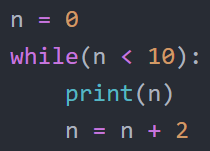 n = 0
while(n < 10):
    print(n)
    n = n + 2